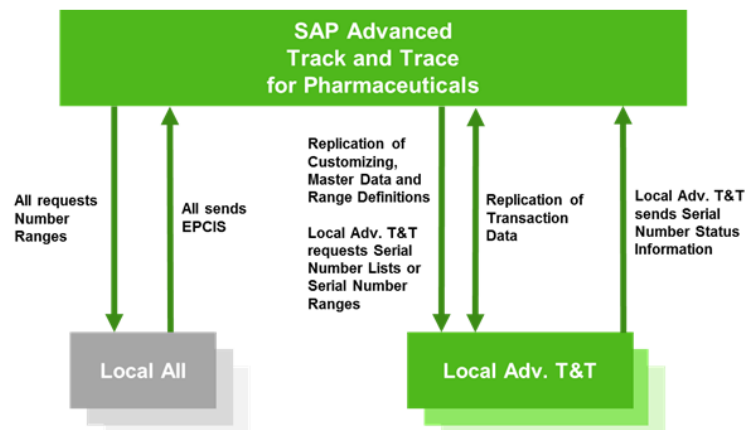 SAP Advanced
Track and Trace
for Pharmaceuticals
All requests
Number
Ranges
All sends
EPCIS
Replication of
Customizing,
Master Data and
Range Definitions
Local Adv. T&T
requests Serial
Number Lists or
Serial Number
Ranges
Replication of
Transaction
Data
Local Adv. T&T
sends Serial
Number Status
Information
Local All
Local Adv. T&T